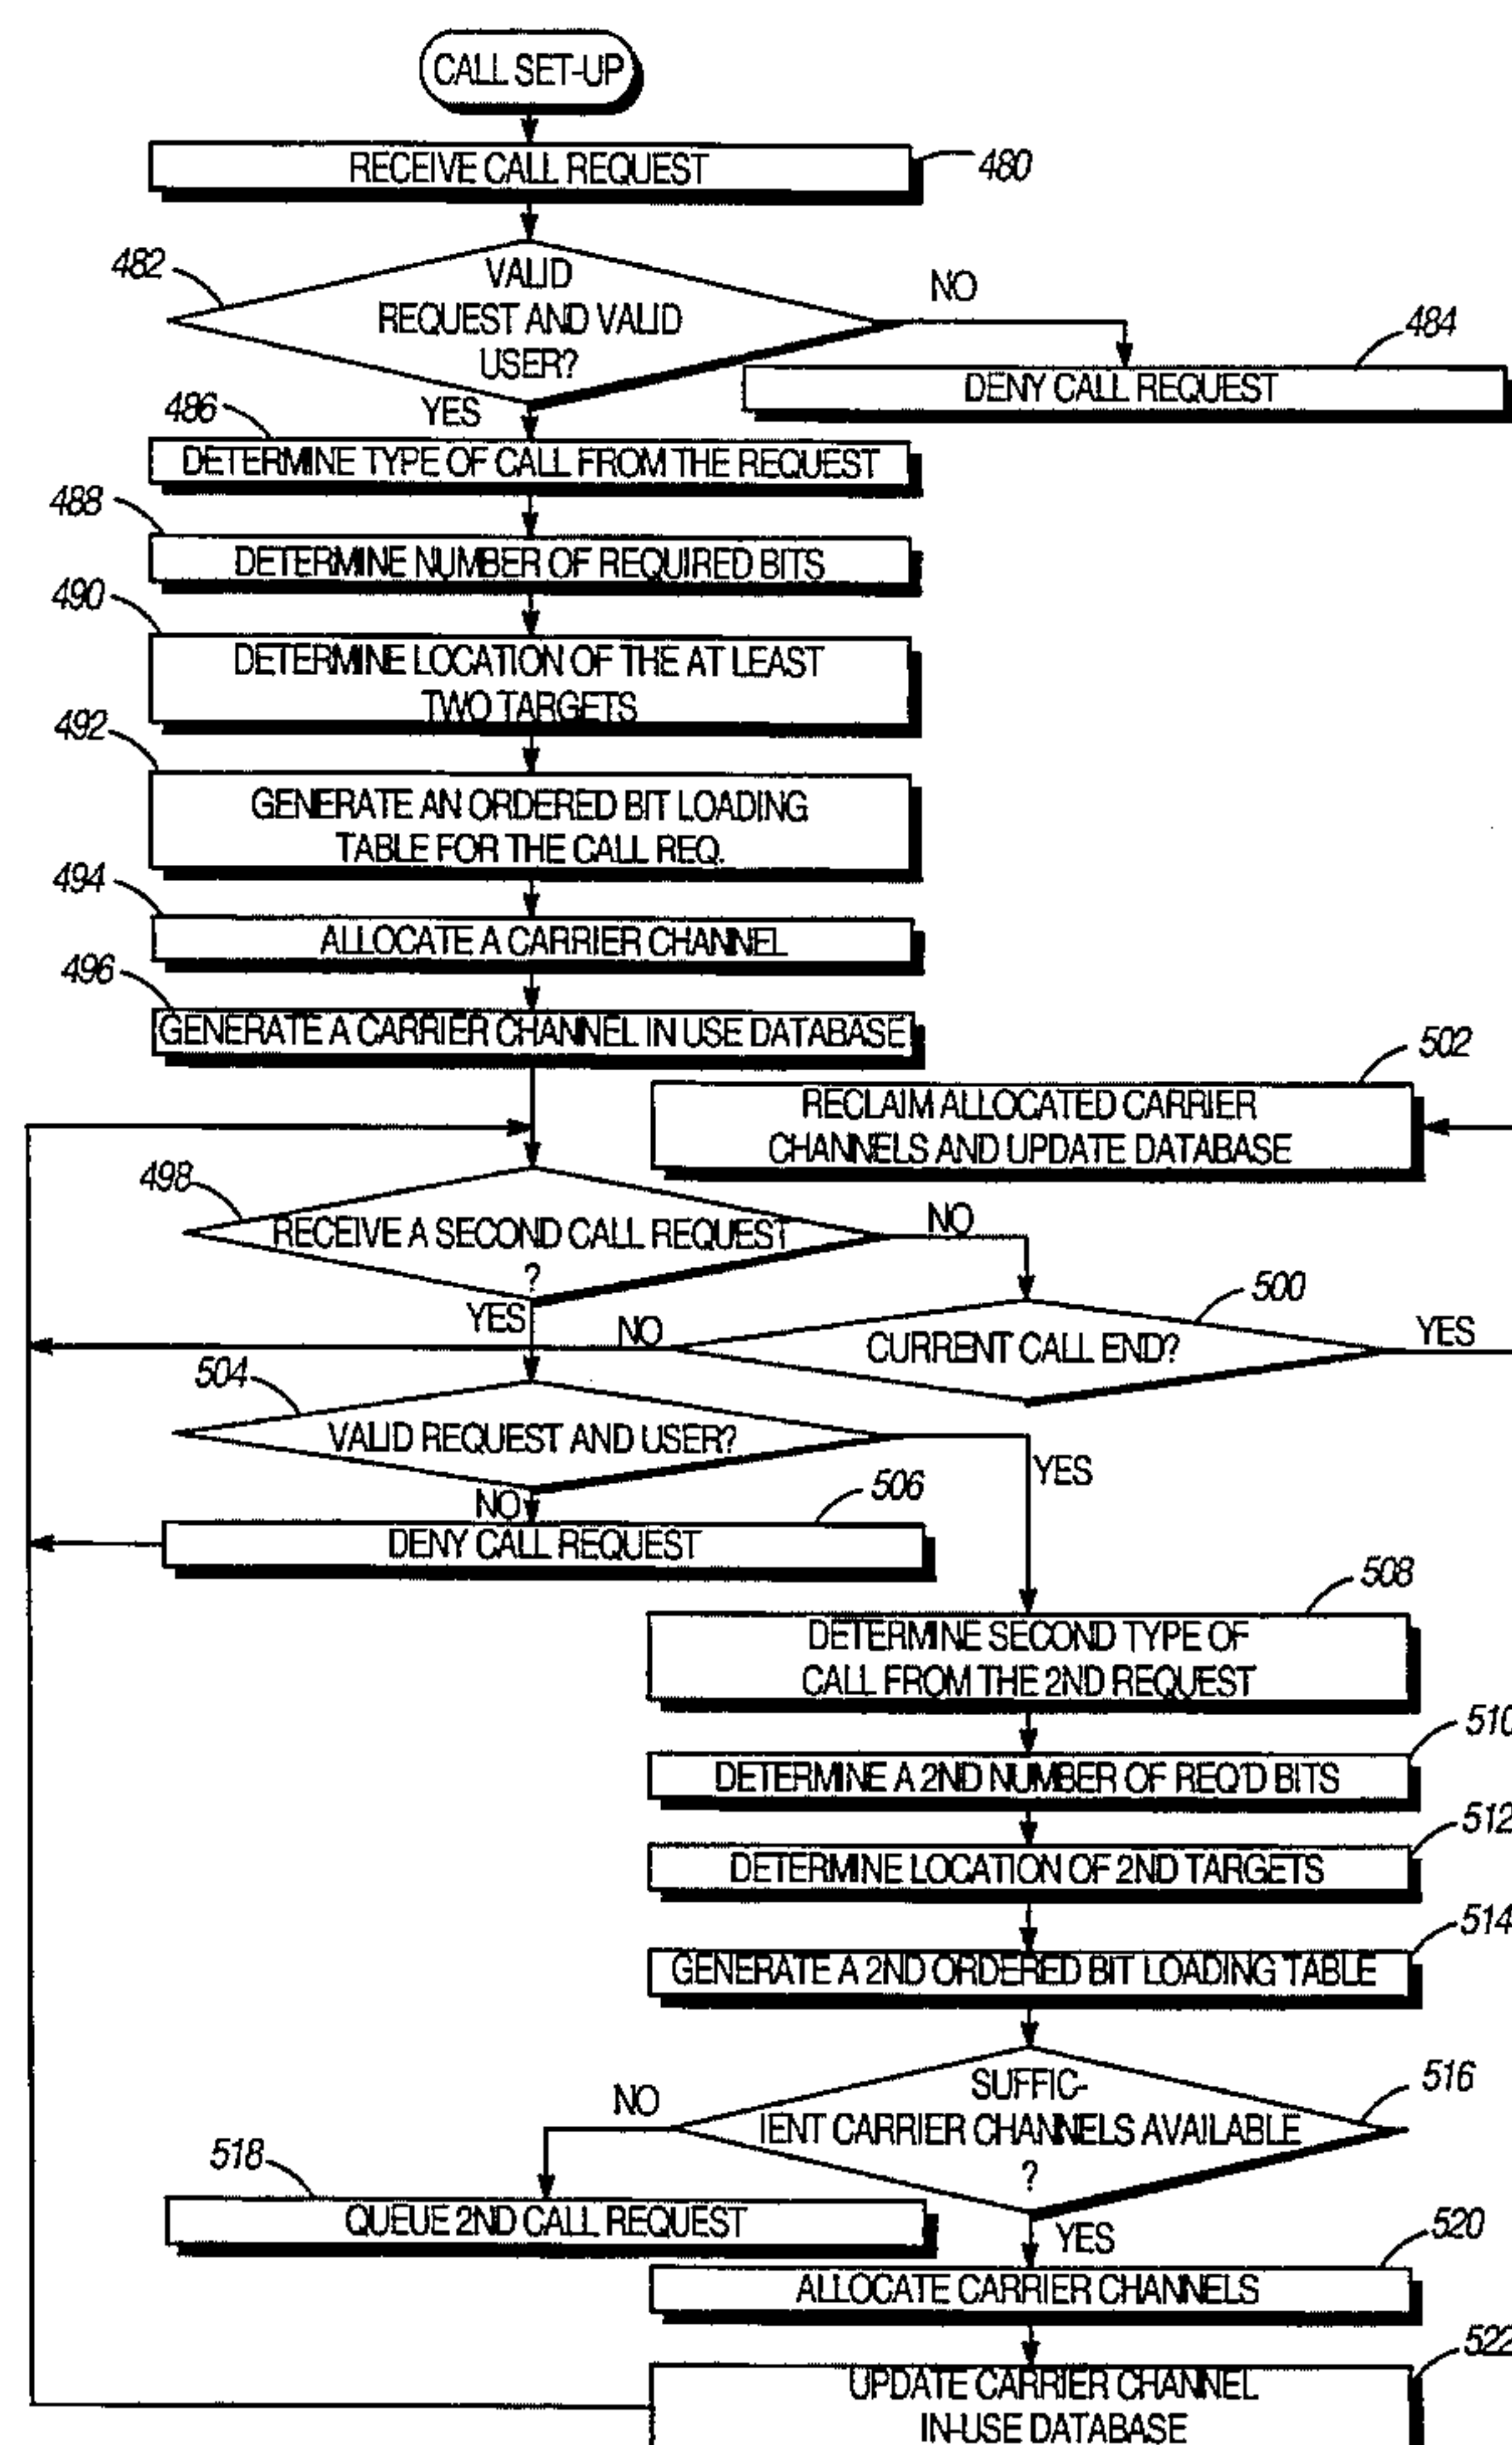 CALL SET-UP
RECEIVE CALL REQUEST
480
482
VALID
REQUEST AND VALID
USER?
NO
YES
484
DENY CALL REQUEST
486
DETERMINE TYPE OF CALL FROM THE REQUEST
488
DETERMINE NUMBER OF REQUIRED BITS
490
DETERMINE LOCATION OF THE AT LEAST
TWO TARGETS
492
GENERATE AN ORDERED BIT LOADING
TABLE FOR THE CALL REQ.
494
ALLOCATE A CARRIER CHANNEL
496
GENERATE A CARRIER CHANNEL IN USE DATABASE
502
RECLAIM ALLOCATED CARRIER
CHANNELS AND UPDATE DATABASE
498
RECEIVE A SECOND CALL REQUEST
?
NO
YES
500
CURRENT CALL END?
NO
YES
504
VALID REQUEST AND USER?
YES
NO
506
DENY CALL REQUEST
508
DETERMINE SECOND TYPE OF
CALL FROM THE 2ND REQUEST
510
DETERMINE A 2ND NUMBER OF REQ'D BITS
512
DETERMINE LOCATION OF 2ND TARGETS
514
GENERATE A 2ND ORDERED BIT LOADING TABLE
516
SUFFIC-
IENT CARRIER CHANNELS AVAILABLE
?
NO
YES
518
QUEUE 2ND CALL REQUEST
520
ALLOCATE CARRIER CHANNELS
522
UPDATE CARRIER CHANNEL
IN-USE DATABASE